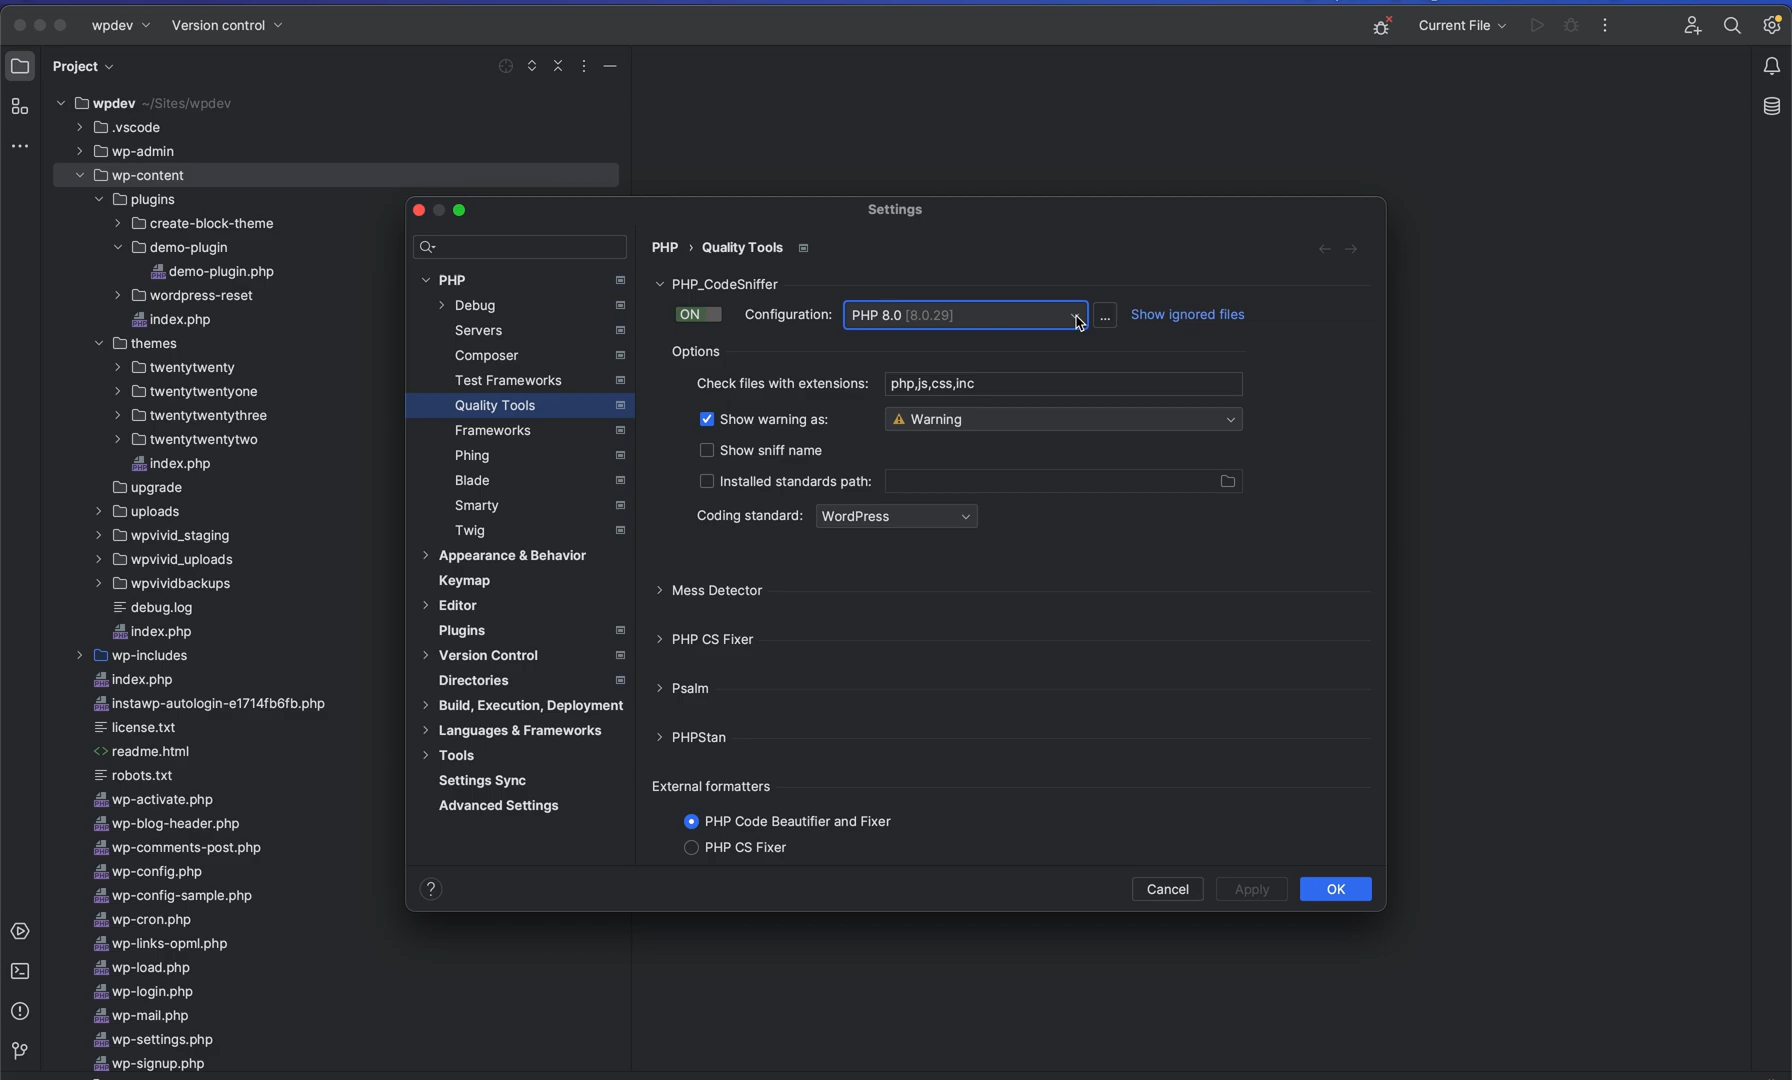 wpdev
Version control
Current File
Project
wpdev ~/Sites/wpdev
.vscode
wp-admin
wp-content
plugins
create-block-theme
demo-plugin
demo-plugin.php
wordpress-reset
index.php
themes
twentytwenty
twentytwentyone
twentytwentythree
twentytwentytwo
index.php
upgrade
uploads
wpvivid_staging
wpvivid_uploads
wpvividbackups
debug.log
index.php
wp-includes
index.php
instawp-autologin-e1714fb6fb.php
license.txt
readme.html
robots.txt
wp-activate.php
wp-blog-header.php
wp-comments-post.php
wp-config.php
wp-config-sample.php
wp-cron.php
wp-links-opml.php
wp-load.php
wp-login.php
wp-mail.php
wp-settings.php
wp-signup.php
Settings
PHP
Debug
Servers
Composer
Test Frameworks
Quality Tools
Frameworks
Phing
Blade
Smarty
Twig
Appearance & Behavior
Keymap
Editor
Plugins
Version Control
Directories
Build, Execution, Deployment
Languages & Frameworks
Tools
Settings Sync
Advanced Settings
PHP › Quality Tools
PHP_CodeSniffer
ON Configuration: PHP 8.0 [8.0.29] ... Show ignored files
Options
Check files with extensions: php,js,css,inc
Show warning as: Warning
Show sniff name
Installed standards path:
Coding standard: WordPress
Mess Detector
PHP CS Fixer
Psalm
PHPStan
External formatters
PHP Code Beautifier and Fixer
PHP CS Fixer
? Cancel Apply OK